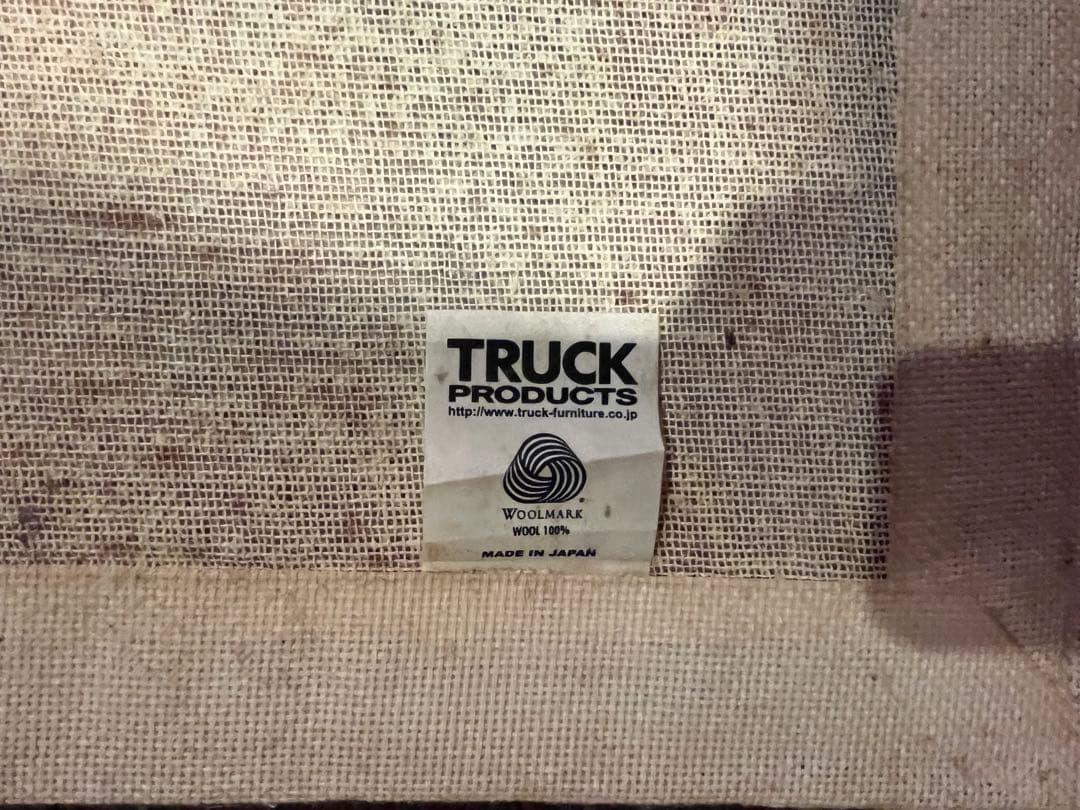 TRUCK
PRODUCTS
http://www.truck-furniture.co.jp
WOOLMARK
WOOL 100%
MADE IN JAPAN